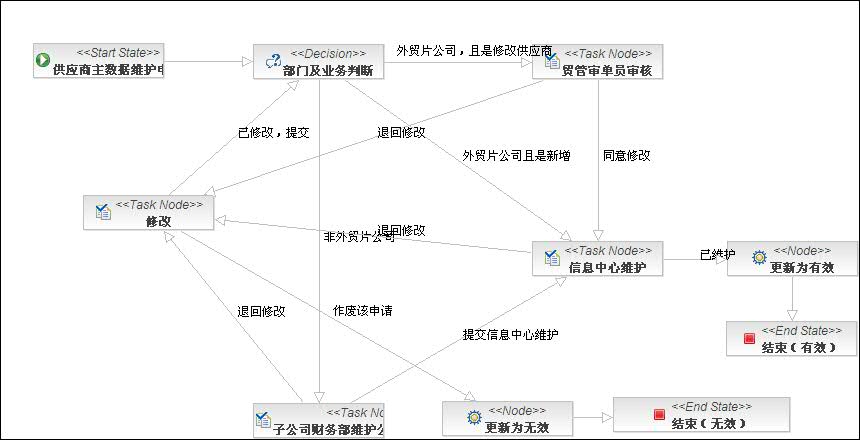 <<Start State>>
供应商主数据维护申
<<Decision>>
部门及业务判断
外贸片公司，且是修改供应商
<<Task Node>>
贸管审单员审核
已修改，提交
退回修改
外贸片公司且是新增
同意修改
<<Task Node>>
修改
非外贸片公司
退回修改
<<Task Node>>
信息中心维护
已维护
<<Node>>
更新为有效
退回修改
作废该申请
提交信息中心维护
<<End State>>
结束（有效）
<<Task No
子公司财务部维护公
<<Node>>
更新为无效
<<End State>>
结束（无效）